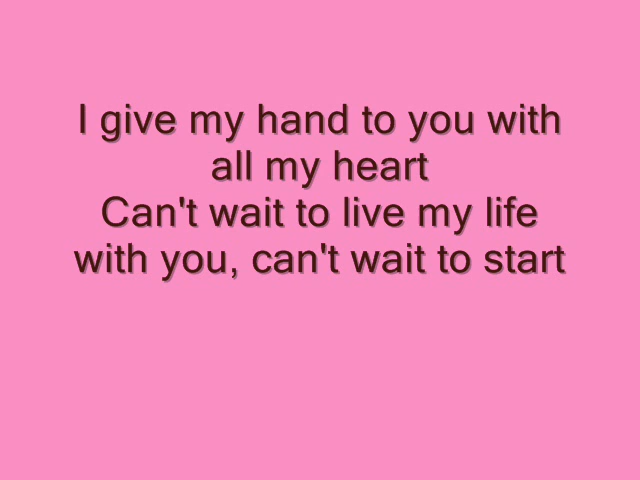 I give my hand to you with
all my heart
Can't wait to live my life
with you, can't wait to start